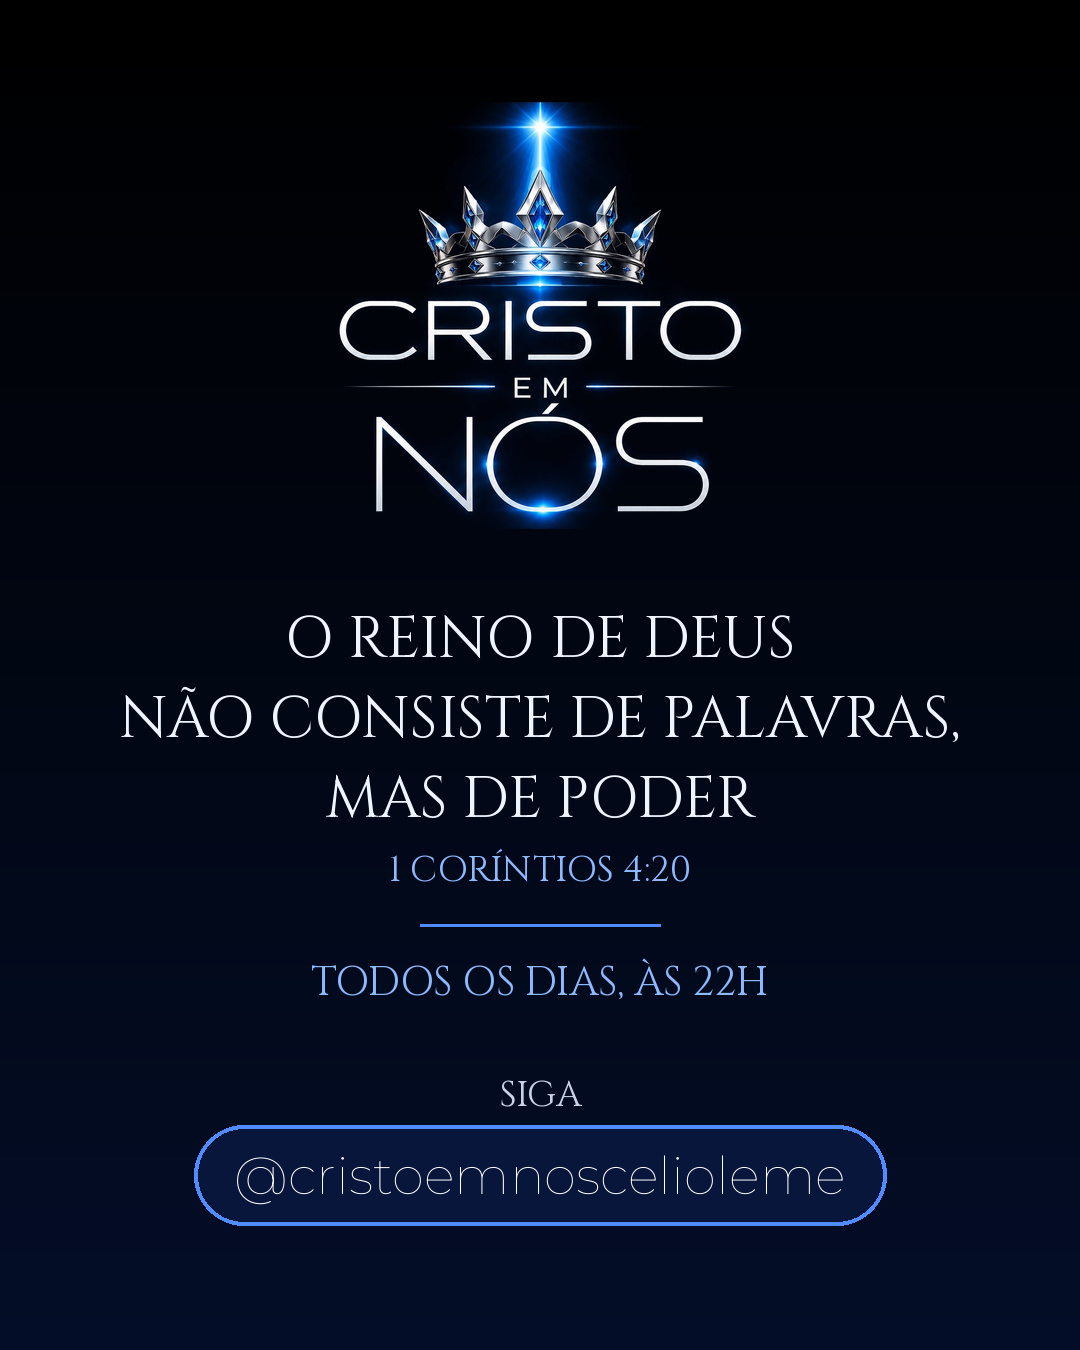 CRISTO
EM
NÓS
O REINO DE DEUS
NÃO CONSISTE DE PALAVRAS,
MAS DE PODER
1 CORÍNTIOS 4:20
TODOS OS DIAS, ÀS 22H
SIGA
@cristoemnoscelioleme